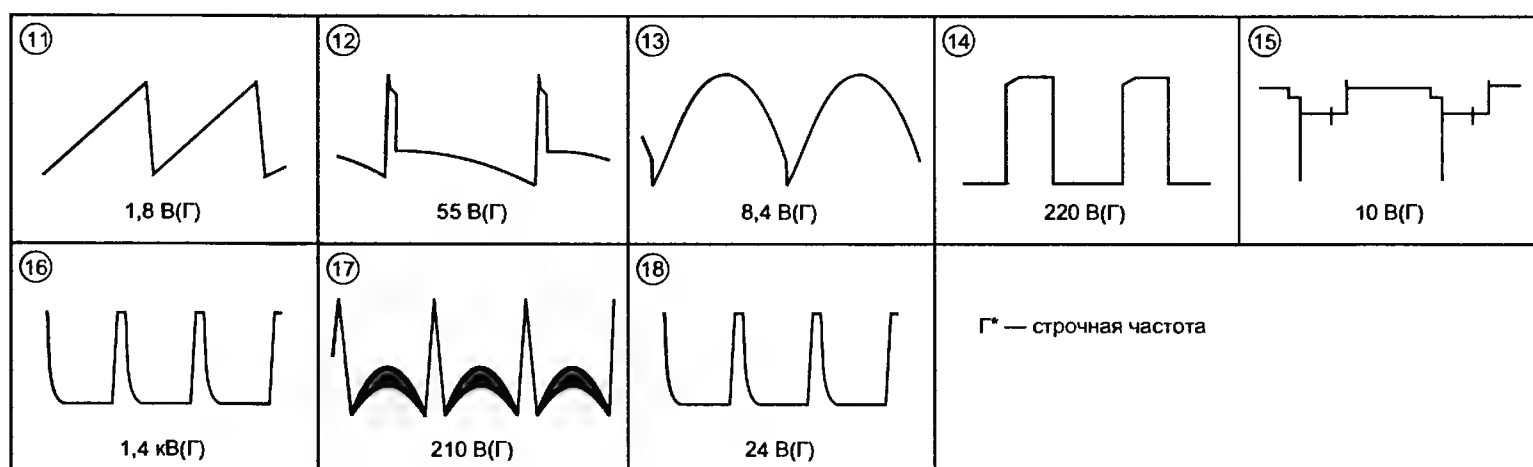 11
12
13
14
15
1,8 В(Г)
55 В(Г)
8,4 В(Г)
220 В(Г)
10 В(Г)
16
17
18
Г* — строчная частота
1,4 кВ(Г)
210 В(Г)
24 В(Г)